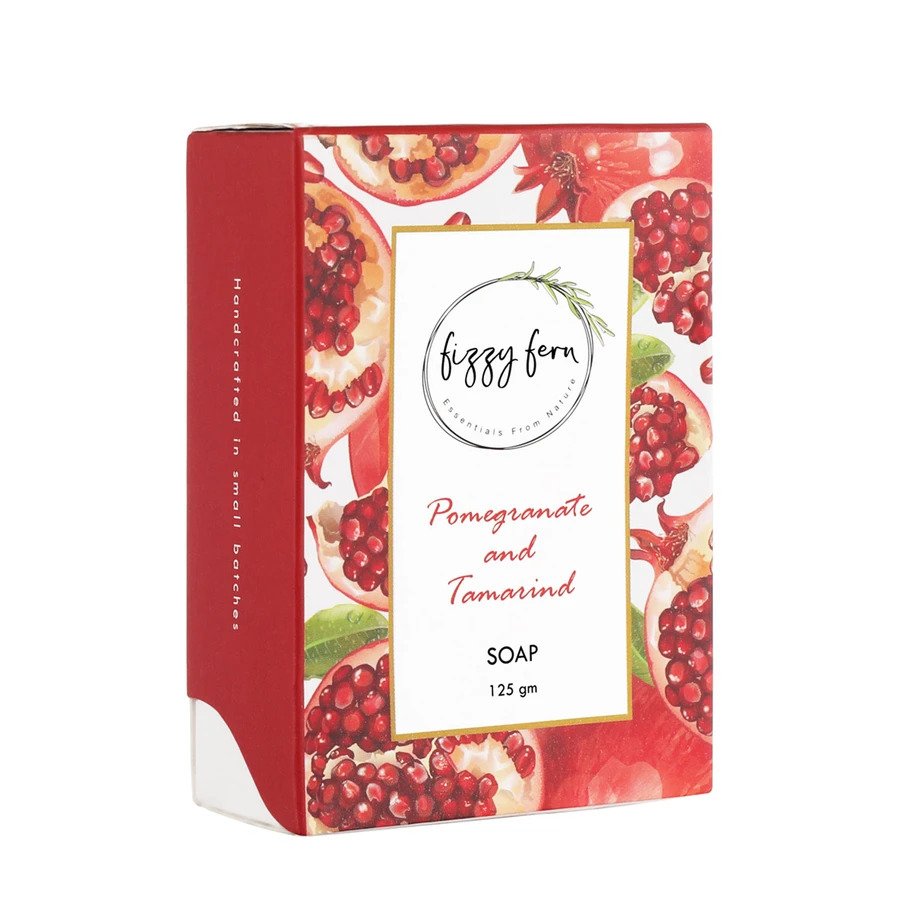 Handcrafted in small batches
fizzy fern
Essentials From Nature
Pomegranate
and
Tamarind
SOAP
125 gm